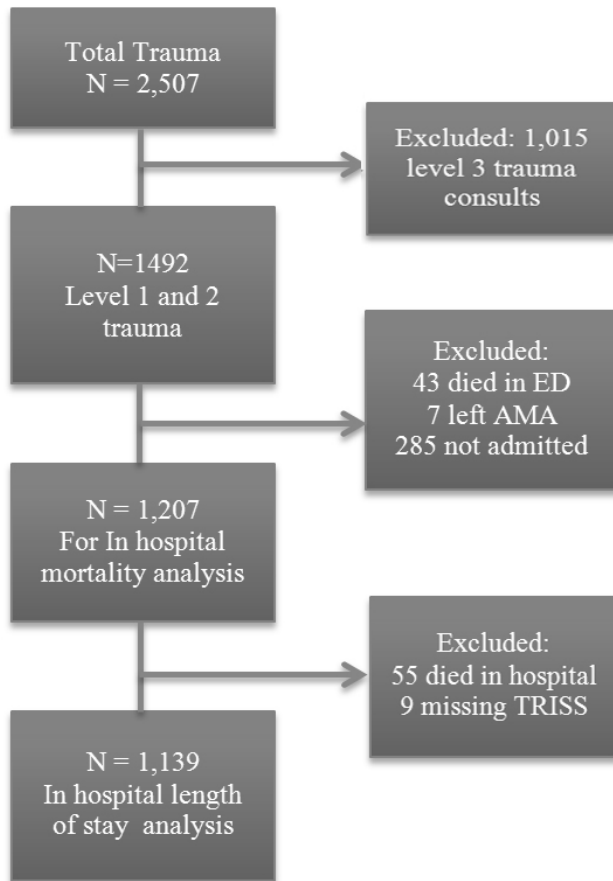 Total Trauma
N = 2,507
Excluded: 1,015
level 3 trauma
consults
N=1492
Level 1 and 2
trauma
Excluded:
43 died in ED
7 left AMA
285 not admitted
N = 1,207
For In hospital
mortality analysis
Excluded:
55 died in hospital
9 missing TRISS
N = 1,139
In hospital length
of stay analysis